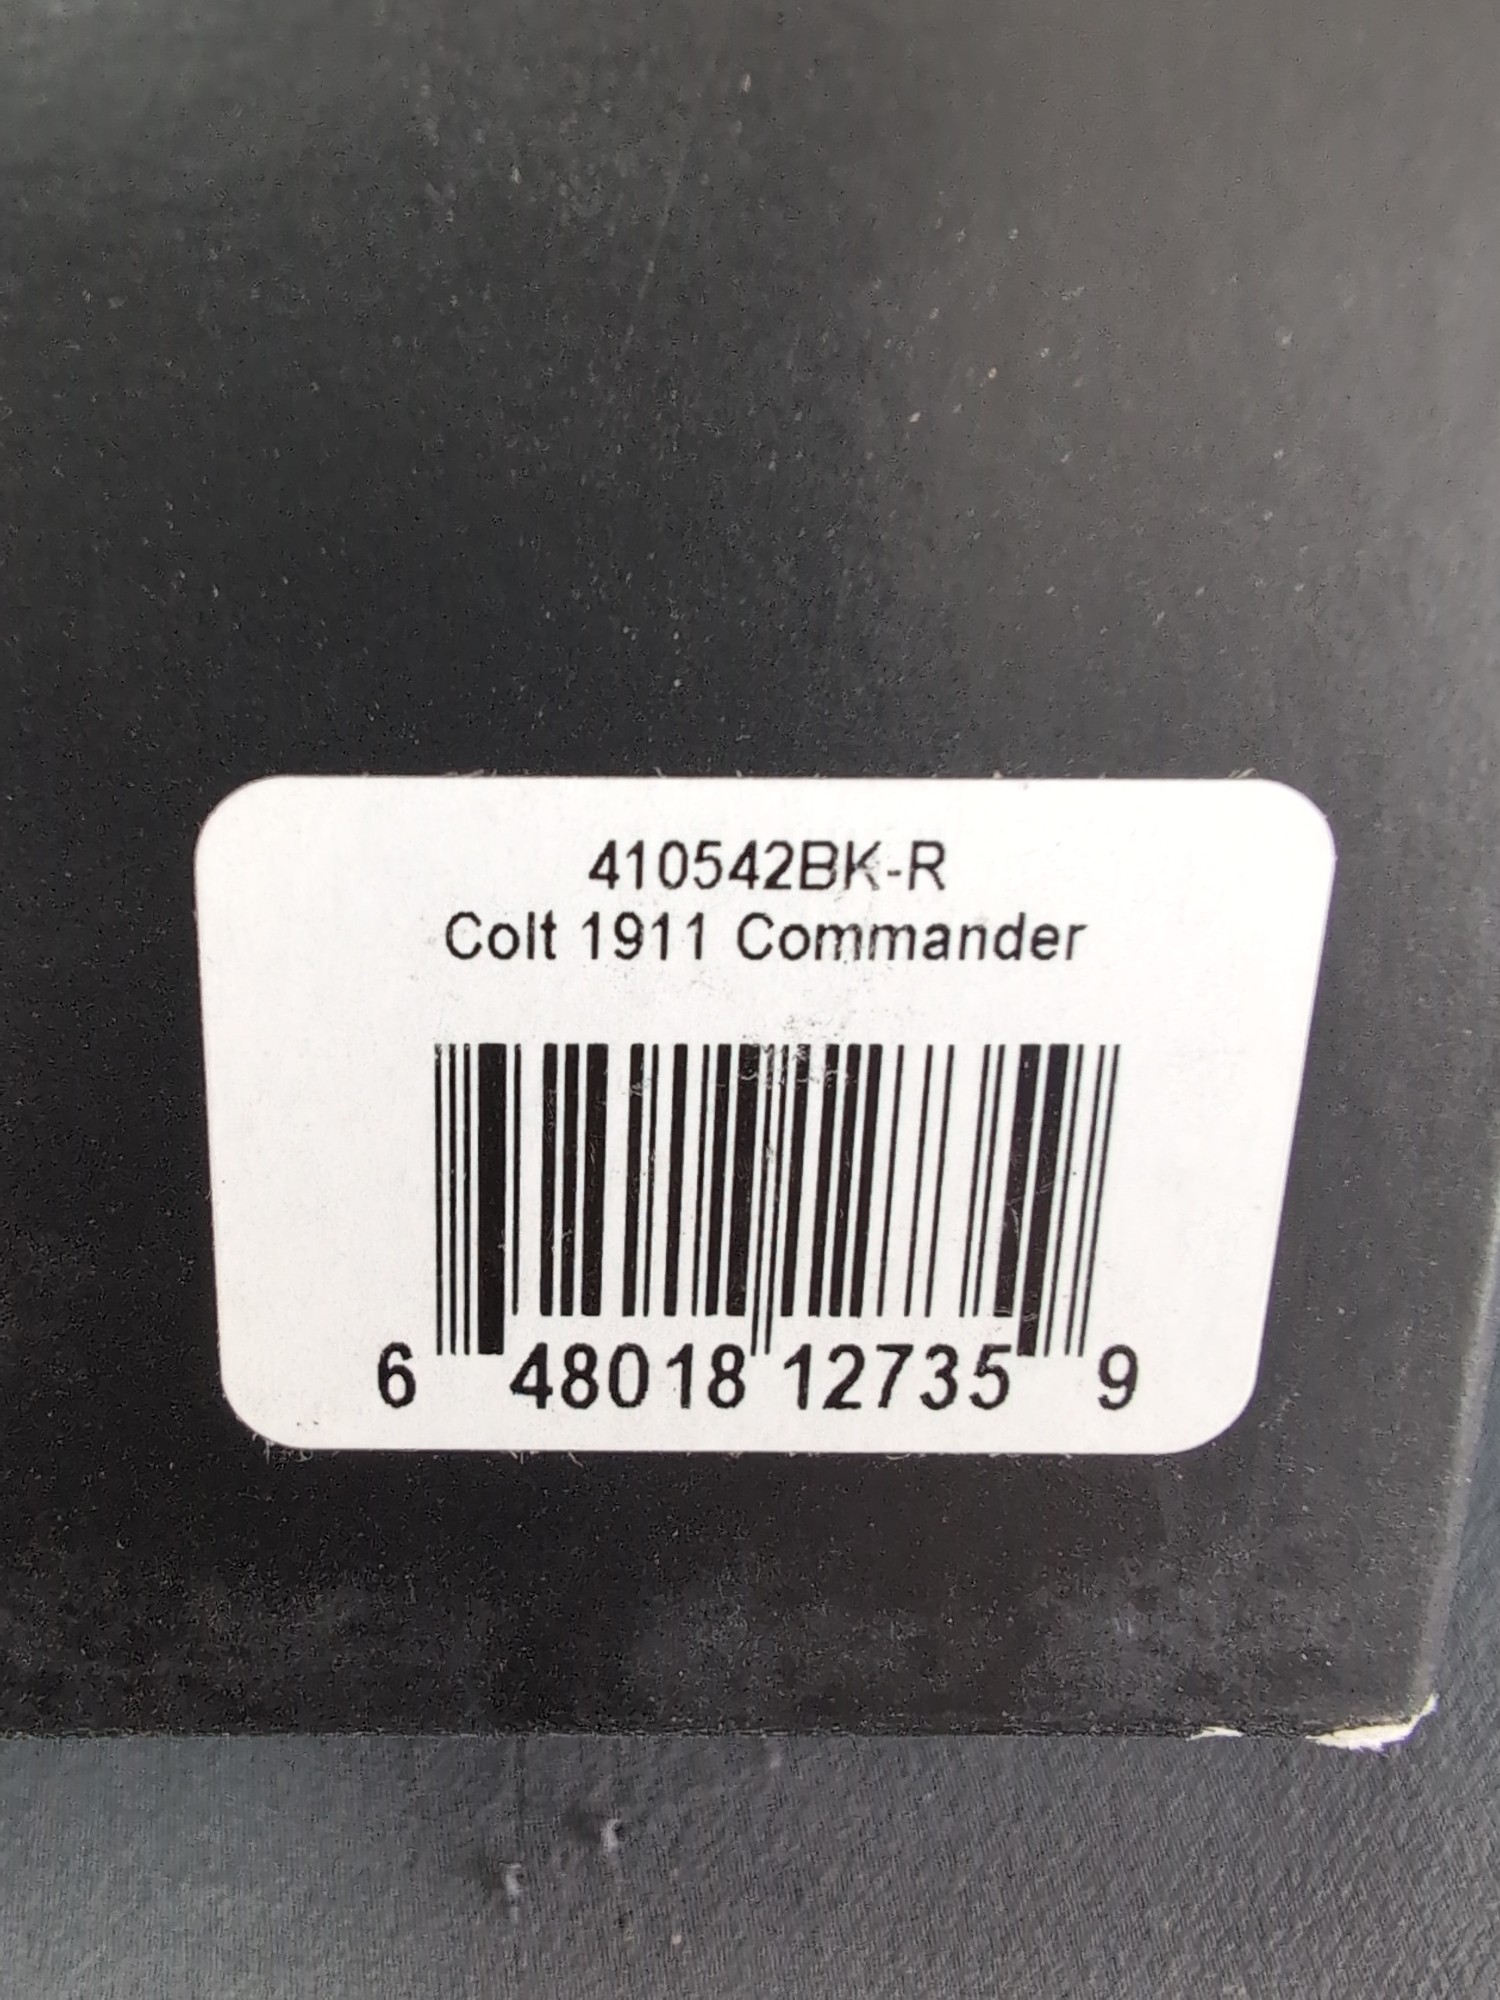 410542BK-R
Colt 1911 Commander
6 48018 12735 9